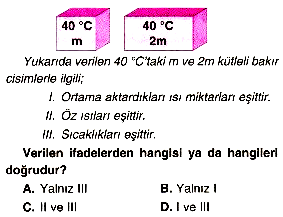 40 °C 40 °C
m 2m
Yukarıda verilen 40 °C'taki m ve 2m kütleli bakır
cisimlerle ilgili;
I. Ortama aktardıkları ısı miktarları eşittir.
II. Öz ısıları eşittir.
III. Sıcaklıkları eşittir.
Verilen ifadelerden hangisi ya da hangileri
doğrudur?
A. Yalnız III B. Yalnız I
C. II ve III D. I ve III